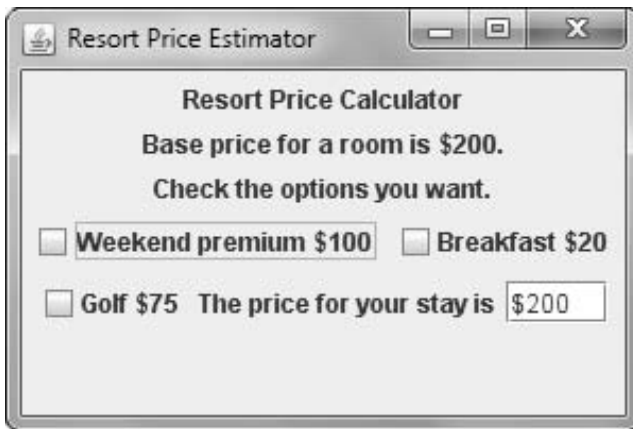 Resort Price Estimator
Resort Price Calculator
Base price for a room is $200.
Check the options you want.
Weekend premium $100 Breakfast $20
Golf $75 The price for your stay is $200